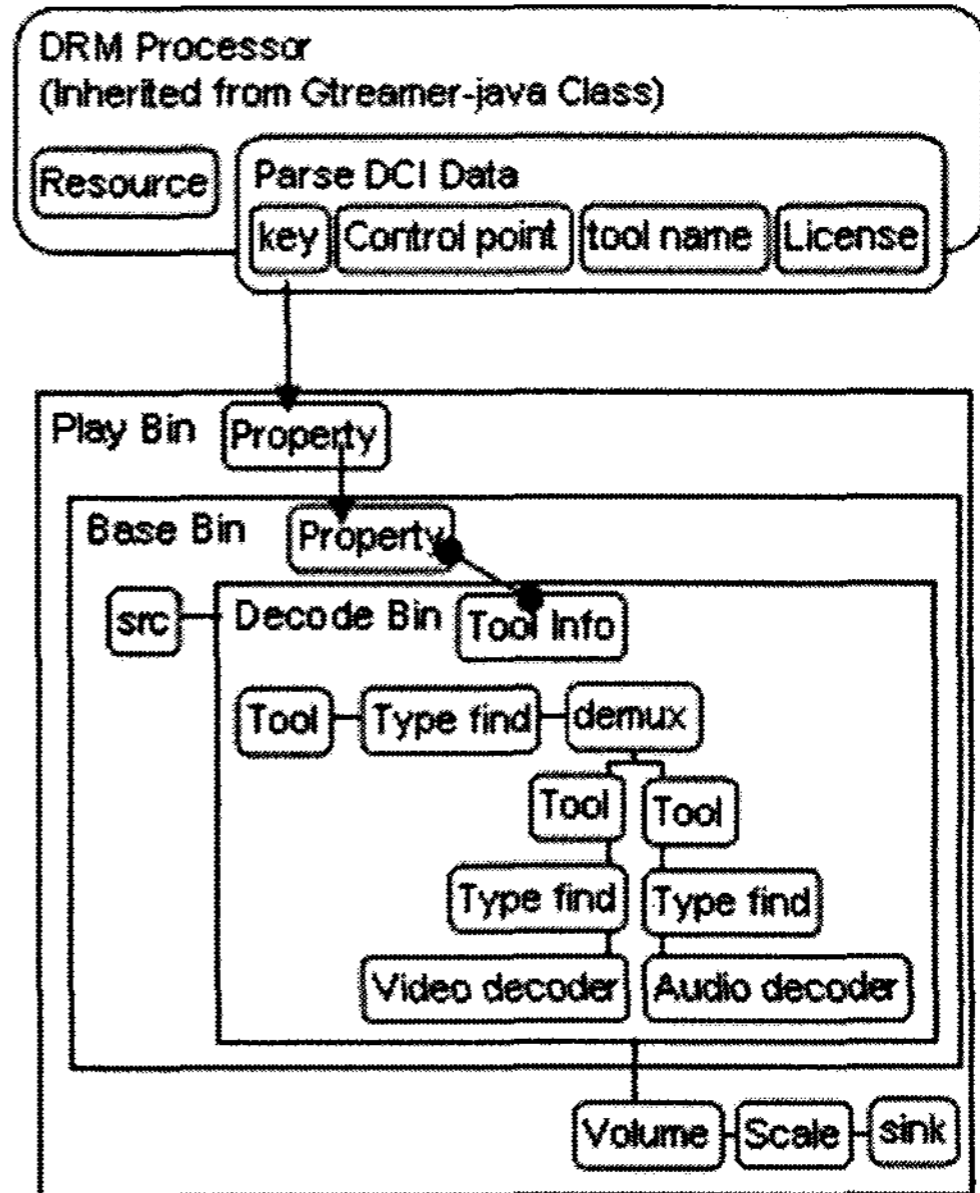 DRM Processor
(Inherited from Gtreamer-java Class)
Resource
Parse DCI Data
key
Control point
tool name
License
Play Bin
Property
Base Bin
Property
src
Decode Bin
Tool Info
Tool
Type find
demux
Tool
Tool
Type find
Type find
Video decoder
Audio decoder
Volume
Scale
sink